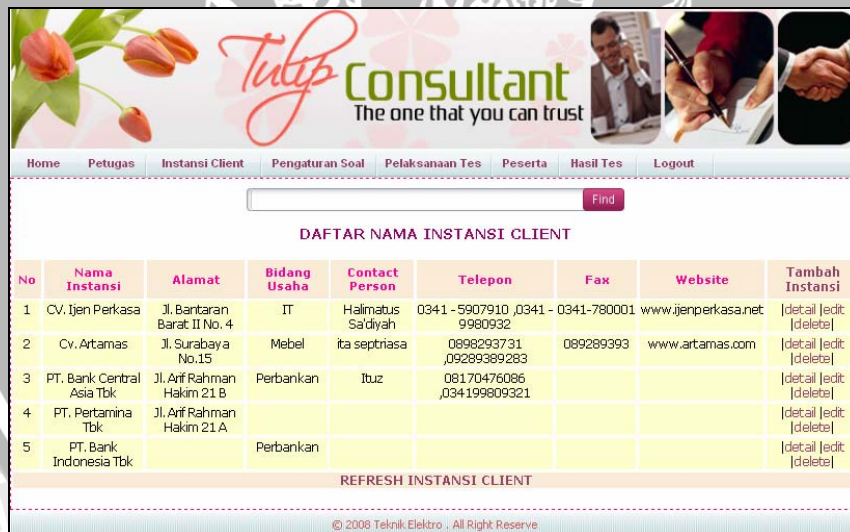 Tulip Consultant
The one that you can trust
Home Petugas Instansi Client Pengaturan Soal Pelaksanaan Tes Peserta Hasil Tes Logout
Find
DAFTAR NAMA INSTANSI CLIENT
No Nama Instansi Alamat Bidang Usaha Contact Person Telepon Fax Website Tambah Instansi
1 CV. Ijen Perkasa Jl. Bantaran Barat II No. 4 IT Halimatus Sa'diyah 0341 - 5907910 ,0341 - 9980932 0341-780001 www.ijenperkasa.net |detail |edit |delete|
2 Cv. Artamas Jl. Surabaya No.15 Mebel ita septriasa 0898293731 ,09289389283 089289393 www.artamas.com |detail |edit |delete|
3 PT. Bank Central Asia Tbk Jl. Arif Rahman Hakim 21 B Perbankan Ituz 08170476086 ,034199809321 |detail |edit |delete|
4 PT. Pertamina Tbk Jl. Arif Rahman Hakim 21 A |detail |edit |delete|
5 PT. Bank Indonesia Tbk Perbankan |detail |edit |delete|
REFRESH INSTANSI CLIENT
© 2008 Teknik Elektro . All Right Reserve